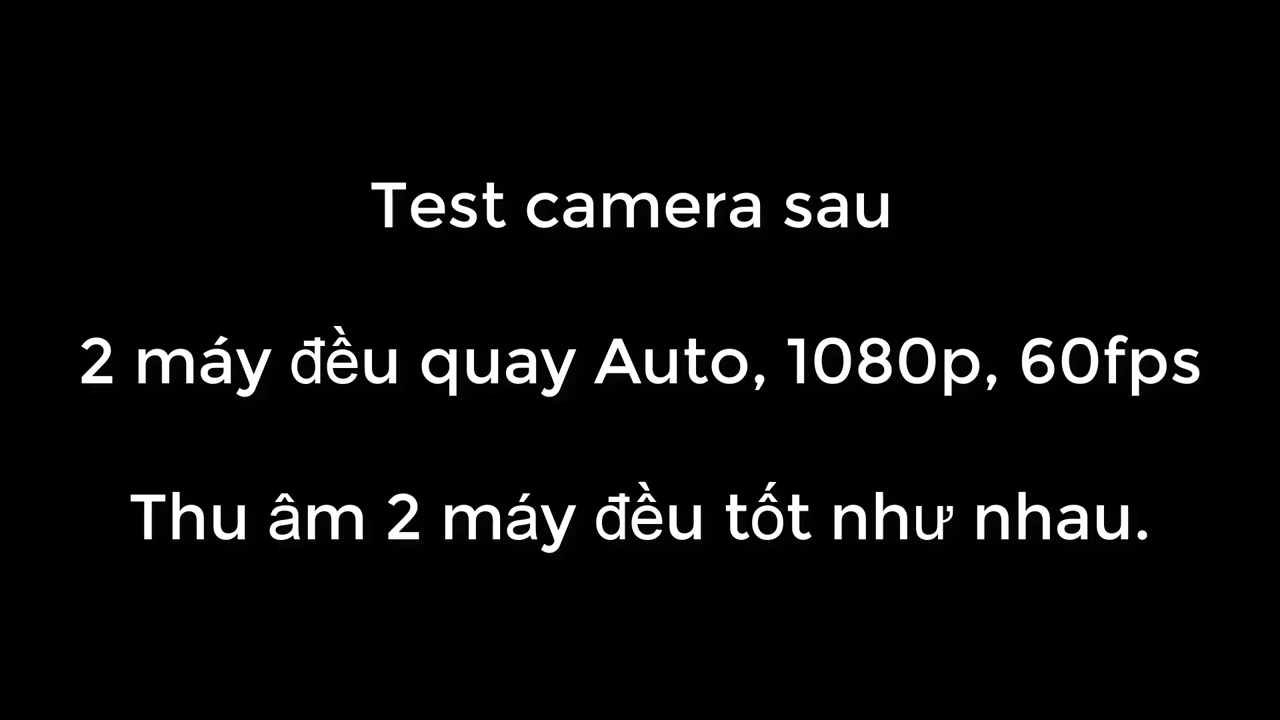 Test camera sau
2 máy đều quay Auto, 1080p, 60fps
Thu âm 2 máy đều tốt như nhau.